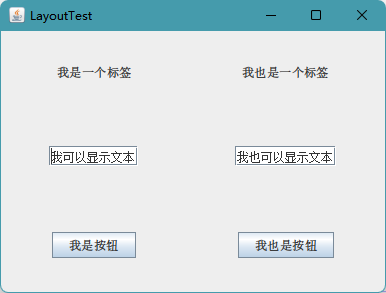 LayoutTest
我是一个标签
我也是一个标签
我可以显示文本
我也可以显示文本
我是按钮
我也是按钮